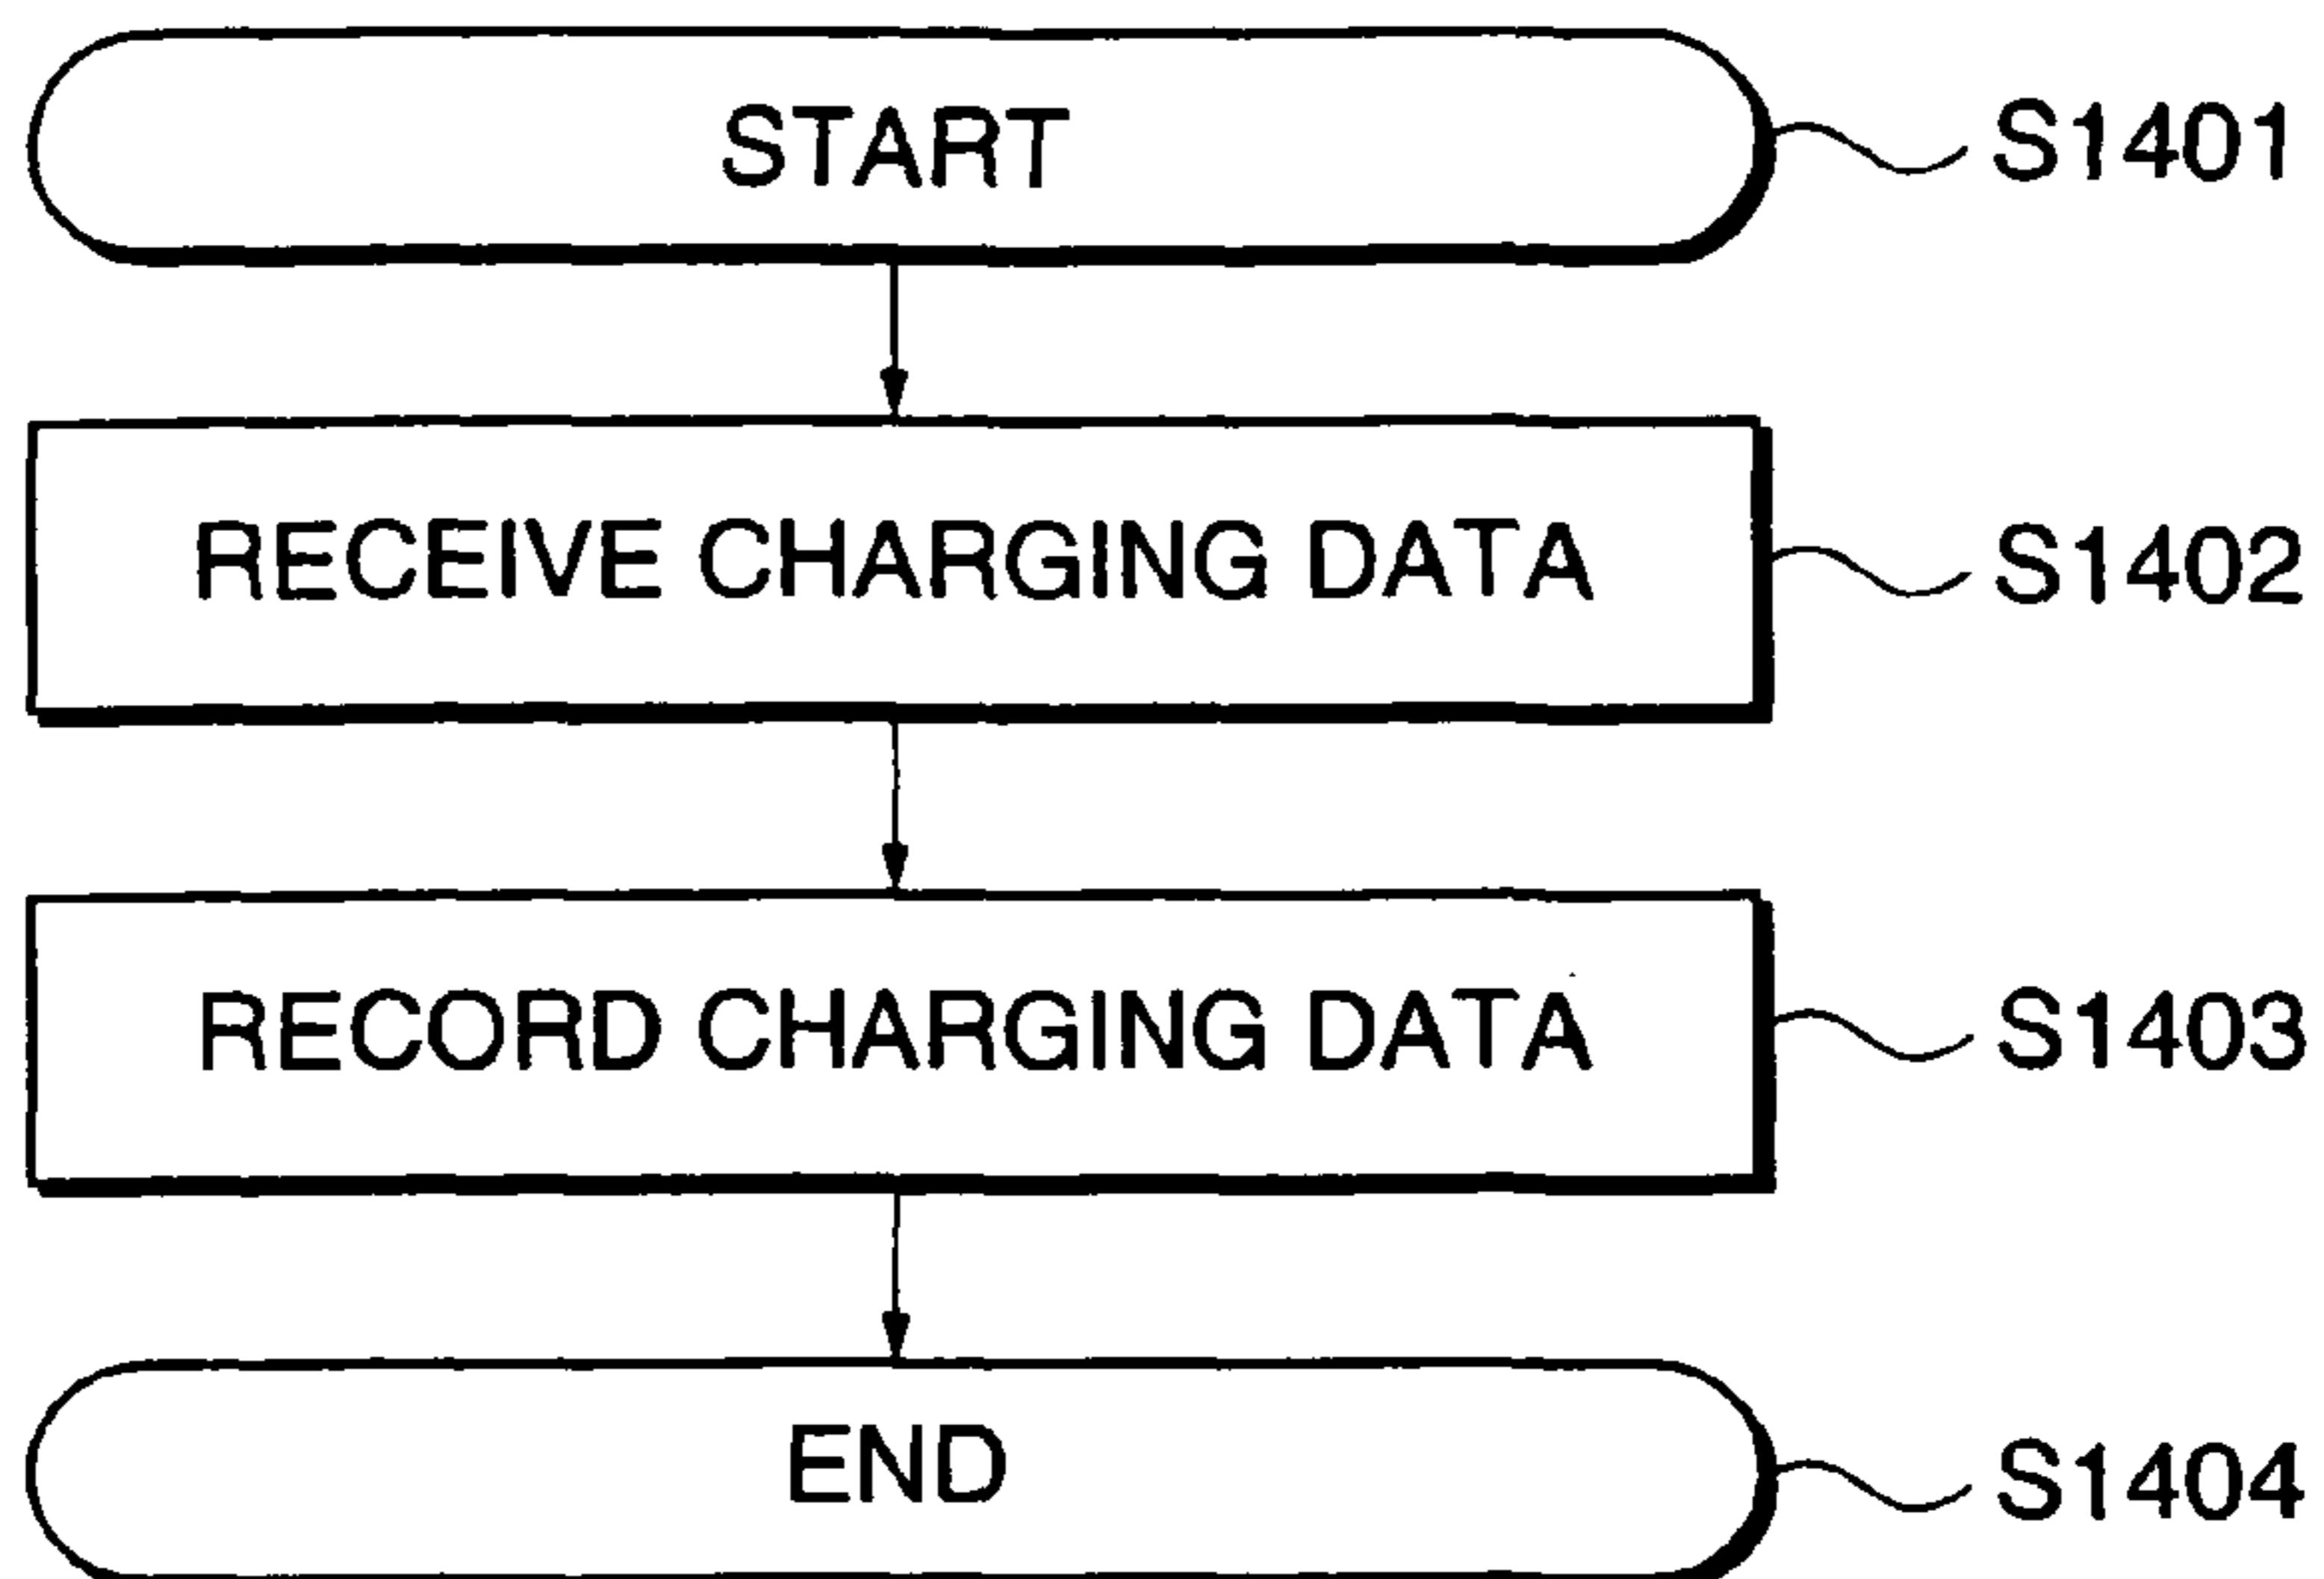 START
S1401
RECEIVE CHARGING DATA
S1402
RECORD CHARGING DATA
S1403
END
S1404